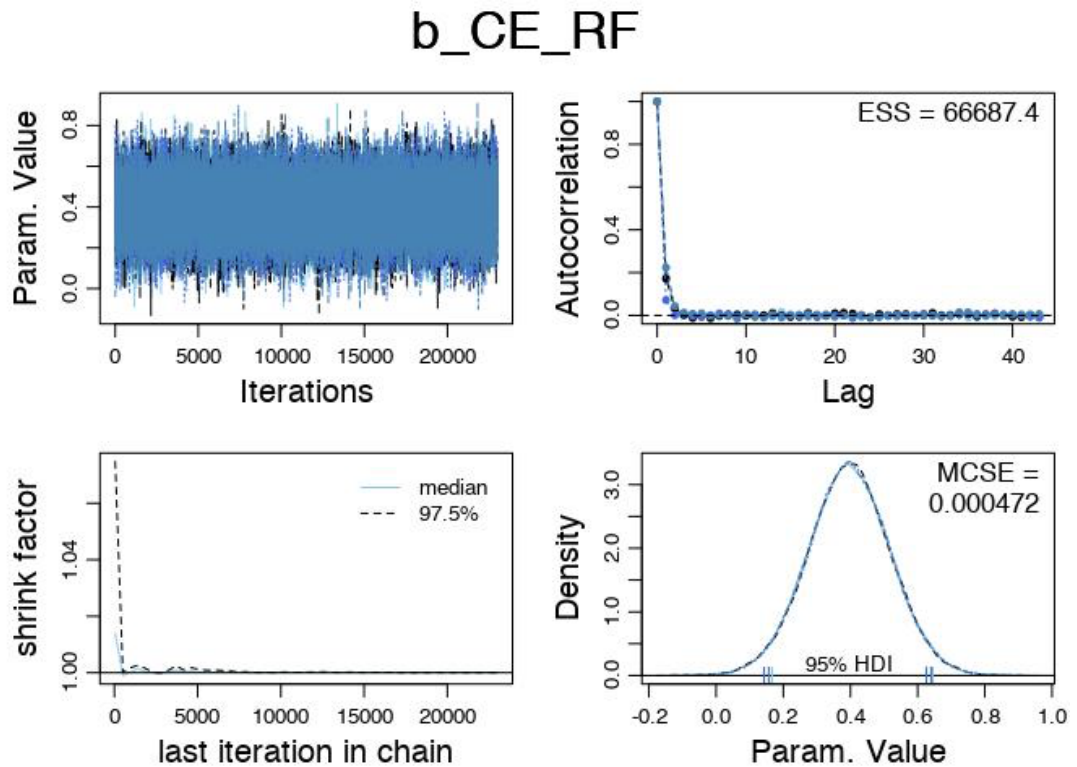 b_CE_RF
Param. Value
0.0 0.4 0.8
0 5000 10000 15000 20000
Iterations
Autocorrelation
0.0 0.4 0.8
ESS = 66687.4
0 10 20 30 40
Lag
shrink factor
1.00 1.04
median
97.5%
0 5000 10000 15000 20000
last iteration in chain
Density
0.0 1.0 2.0 3.0
MCSE =
0.000472
95% HDI
-0.2 0.0 0.2 0.4 0.6 0.8 1.0
Param. Value